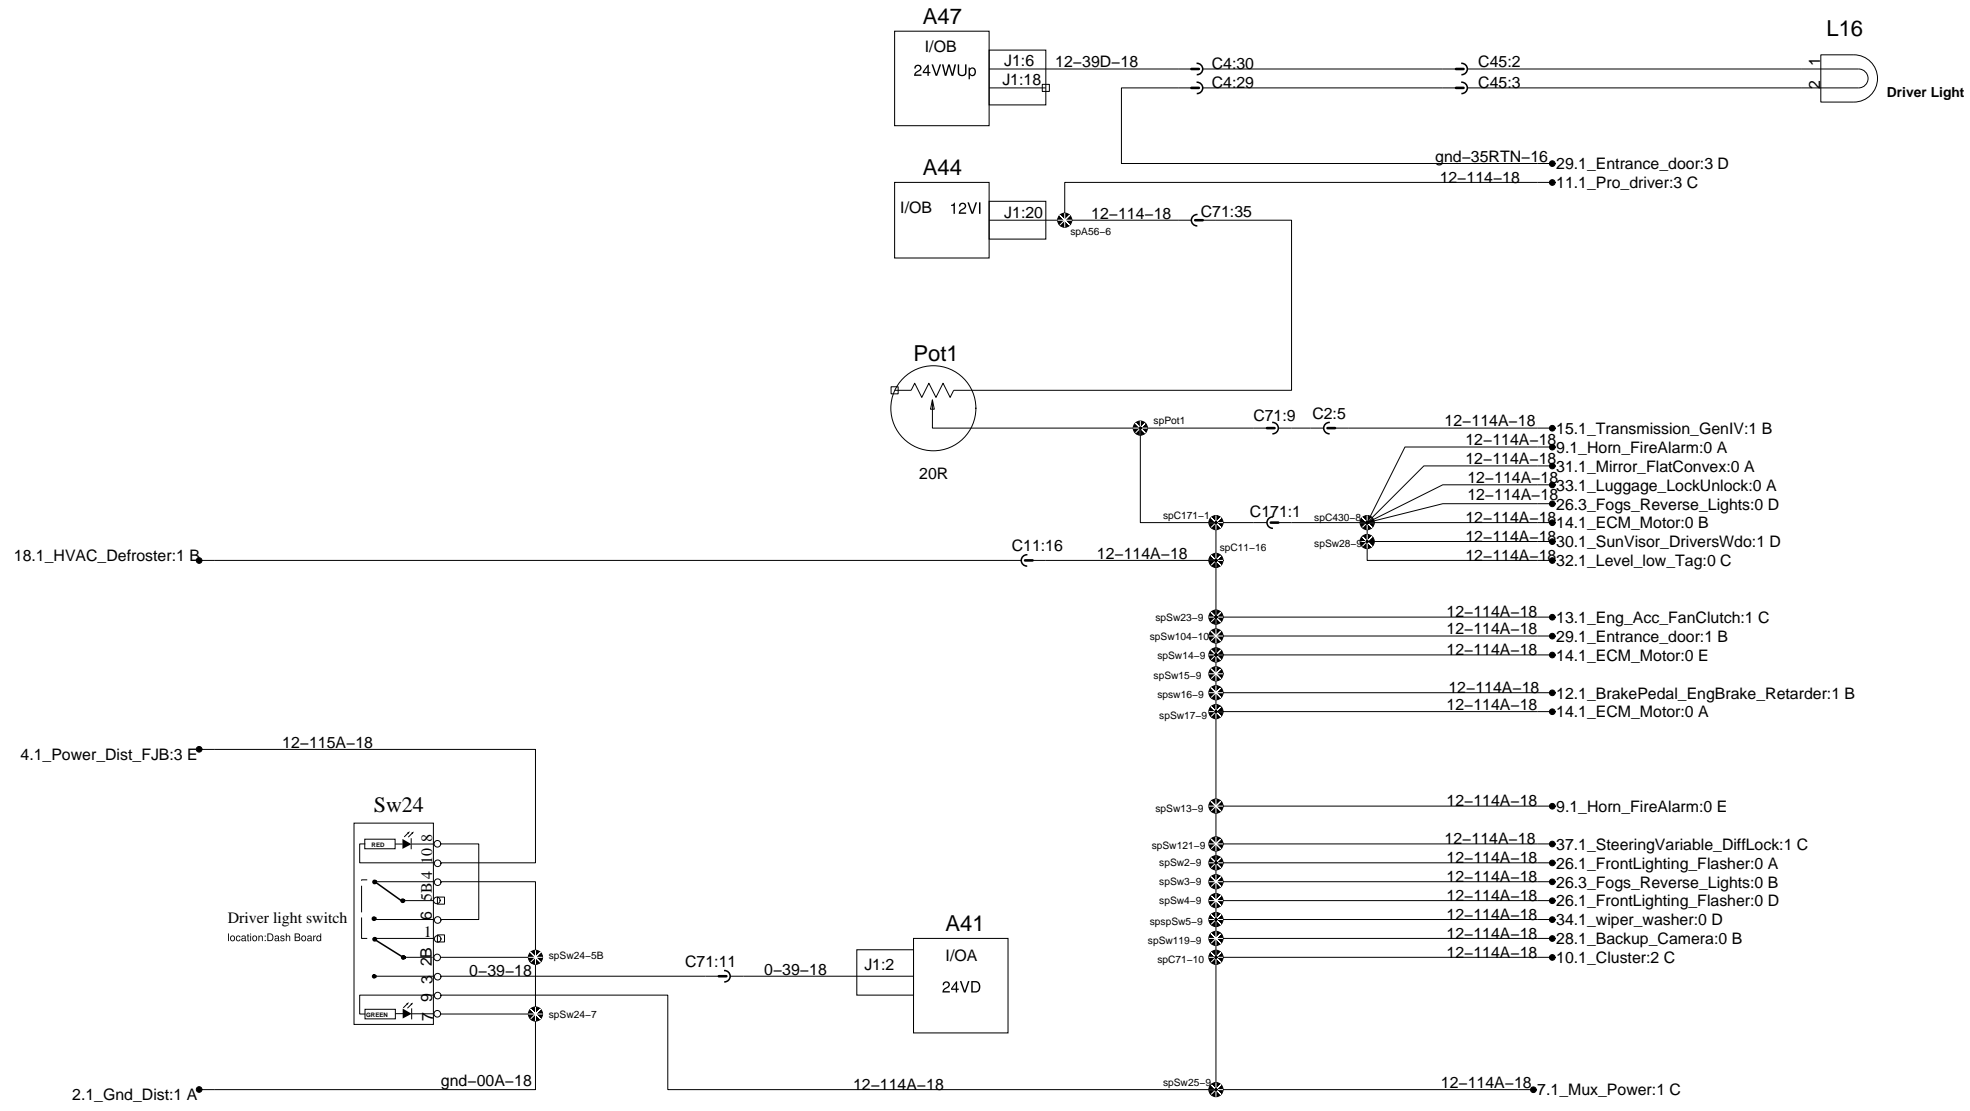 A47
L16
I/OB
24VWUp
J1:6
12–39D–18
C4:30
C45:2
1
J1:18
C4:29
C45:3
2
Driver Light
gnd–35RTN–16
29.1_Entrance_door:3 D
A44
12–114–18
11.1_Pro_driver:3 C
I/OB 12VI
J1:20
12–114–18
C71:35
spA56–6
Pot1
20R
spPot1
C71:9
C2:5
12–114A–18
15.1_Transmission_GenIV:1 B
12–114A–18
9.1_Horn_FireAlarm:0 A
12–114A–18
31.1_Mirror_FlatConvex:0 A
12–114A–18
33.1_Luggage_LockUnlock:0 A
12–114A–18
26.3_Fogs_Reverse_Lights:0 D
spC171–1
C171:1
spC430–8
12–114A–18
14.1_ECM_Motor:0 B
spSw28–9
12–114A–18
30.1_SunVisor_DriversWdo:1 D
12–114A–18
32.1_Level_low_Tag:0 C
18.1_HVAC_Defroster:1 B
C11:16
12–114A–18
spC11–16
spSw23–9
12–114A–18
13.1_Eng_Acc_FanClutch:1 C
spSw104–10
12–114A–18
29.1_Entrance_door:1 B
spSw14–9
12–114A–18
14.1_ECM_Motor:0 E
spSw15–9
spsw16–9
12–114A–18
12.1_BrakePedal_EngBrake_Retarder:1 B
spSw17–9
12–114A–18
14.1_ECM_Motor:0 A
4.1_Power_Dist_FJB:3 E
12–115A–18
spSw13–9
12–114A–18
9.1_Horn_FireAlarm:0 E
spSw121–9
12–114A–18
37.1_SteeringVariable_DiffLock:1 C
spSw2–9
12–114A–18
26.1_FrontLighting_Flasher:0 A
spSw3–9
12–114A–18
26.3_Fogs_Reverse_Lights:0 B
spSw4–9
12–114A–18
26.1_FrontLighting_Flasher:0 D
spspSw5–9
12–114A–18
34.1_wiper_washer:0 D
spSw119–9
12–114A–18
28.1_Backup_Camera:0 B
spC71–10
12–114A–18
10.1_Cluster:2 C
Sw24
RED
8
10
4
5B
6
1
2B
3
9
7
GREEN
Driver light switch
location:Dash Board
spSw24–5B
0–39–18
C71:11
0–39–18
J1:2
A41
I/OA
24VD
spSw24–7
2.1_Gnd_Dist:1 A
gnd–00A–18
12–114A–18
spSw25–9
12–114A–18
7.1_Mux_Power:1 C